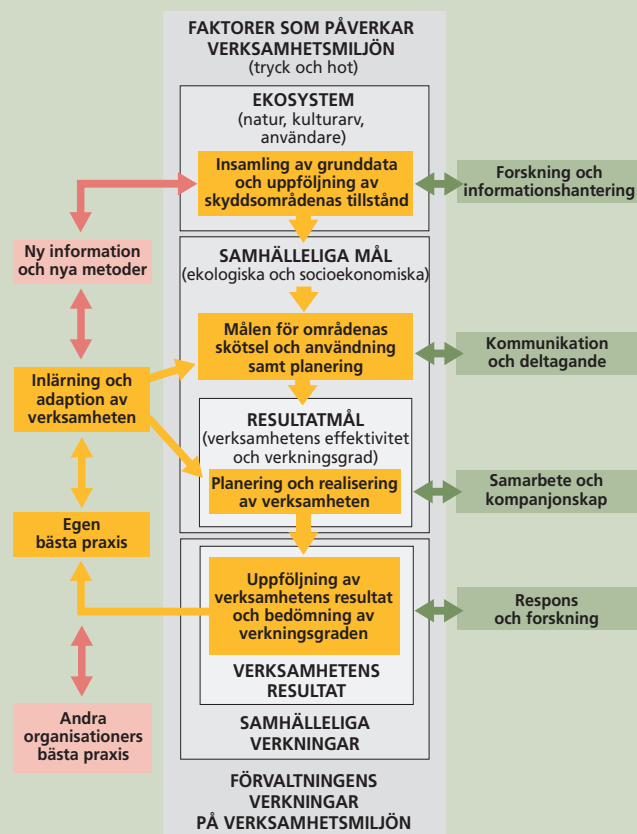 FAKTORER SOM PÅVERKAR
VERKSAMHETSMILJÖN
(tryck och hot)
EKOSYSTEM
(natur, kulturarv,
användare)
Insamling av grunddata
och uppföljning av
skyddsområdenas tillstånd
Forskning och
informationshantering
Ny information
och nya metoder
SAMHÄLLELIGA MÅL
(ekologiska och socioekonomiska)
Målen för områdenas
skötsel och användning
samt planering
Kommunikation
och deltagande
Inlärning och
adaption av
verksamheten
RESULTATMÅL
(verksamhetens effektivitet
och verkningsgrad)
Planering och realisering
av verksamheten
Samarbete och
kompanjonskap
Egen
bästa praxis
Uppföljning av
verksamhetens resultat
och bedömning av
verkningsgraden
Respons
och forskning
VERKSAMHETENS
RESULTAT
Andra
organisationers
bästa praxis
SAMHÄLLELIGA
VERKNINGAR
FÖRVALTNINGENS
VERKNINGAR
PÅ VERKSAMHETSMILJÖN